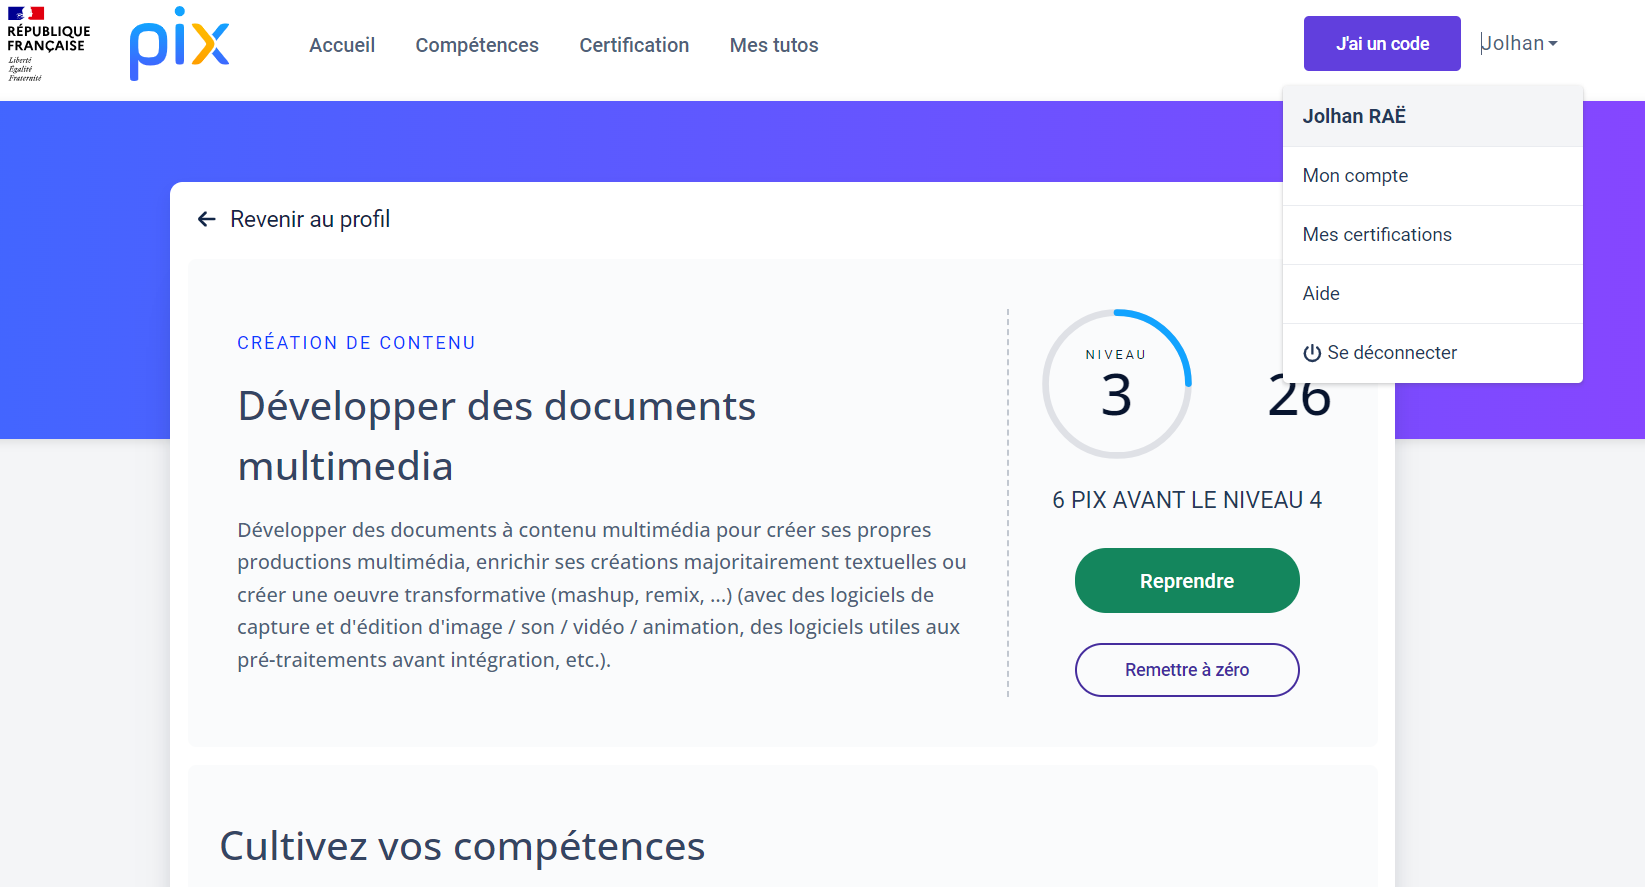 RÉPUBLIQUE
FRANÇAISE
Liberté
Égalité
Fraternité
pix
Accueil
Compétences
Certification
Mes tutos
J'ai un code
Jolhan
Jolhan RAË
Mon compte
Mes certifications
Aide
Se déconnecter
Revenir au profil
CRÉATION DE CONTENU
Développer des documents
multimedia
Développer des documents à contenu multimédia pour créer ses propres
productions multimédia, enrichir ses créations majoritairement textuelles ou
créer une oeuvre transformative (mashup, remix, ...) (avec des logiciels de
capture et d'édition d'image / son / vidéo / animation, des logiciels utiles aux
pré-traitements avant intégration, etc.).
NIVEAU
3
26
6 PIX AVANT LE NIVEAU 4
Reprendre
Remettre à zéro
Cultivez vos compétences